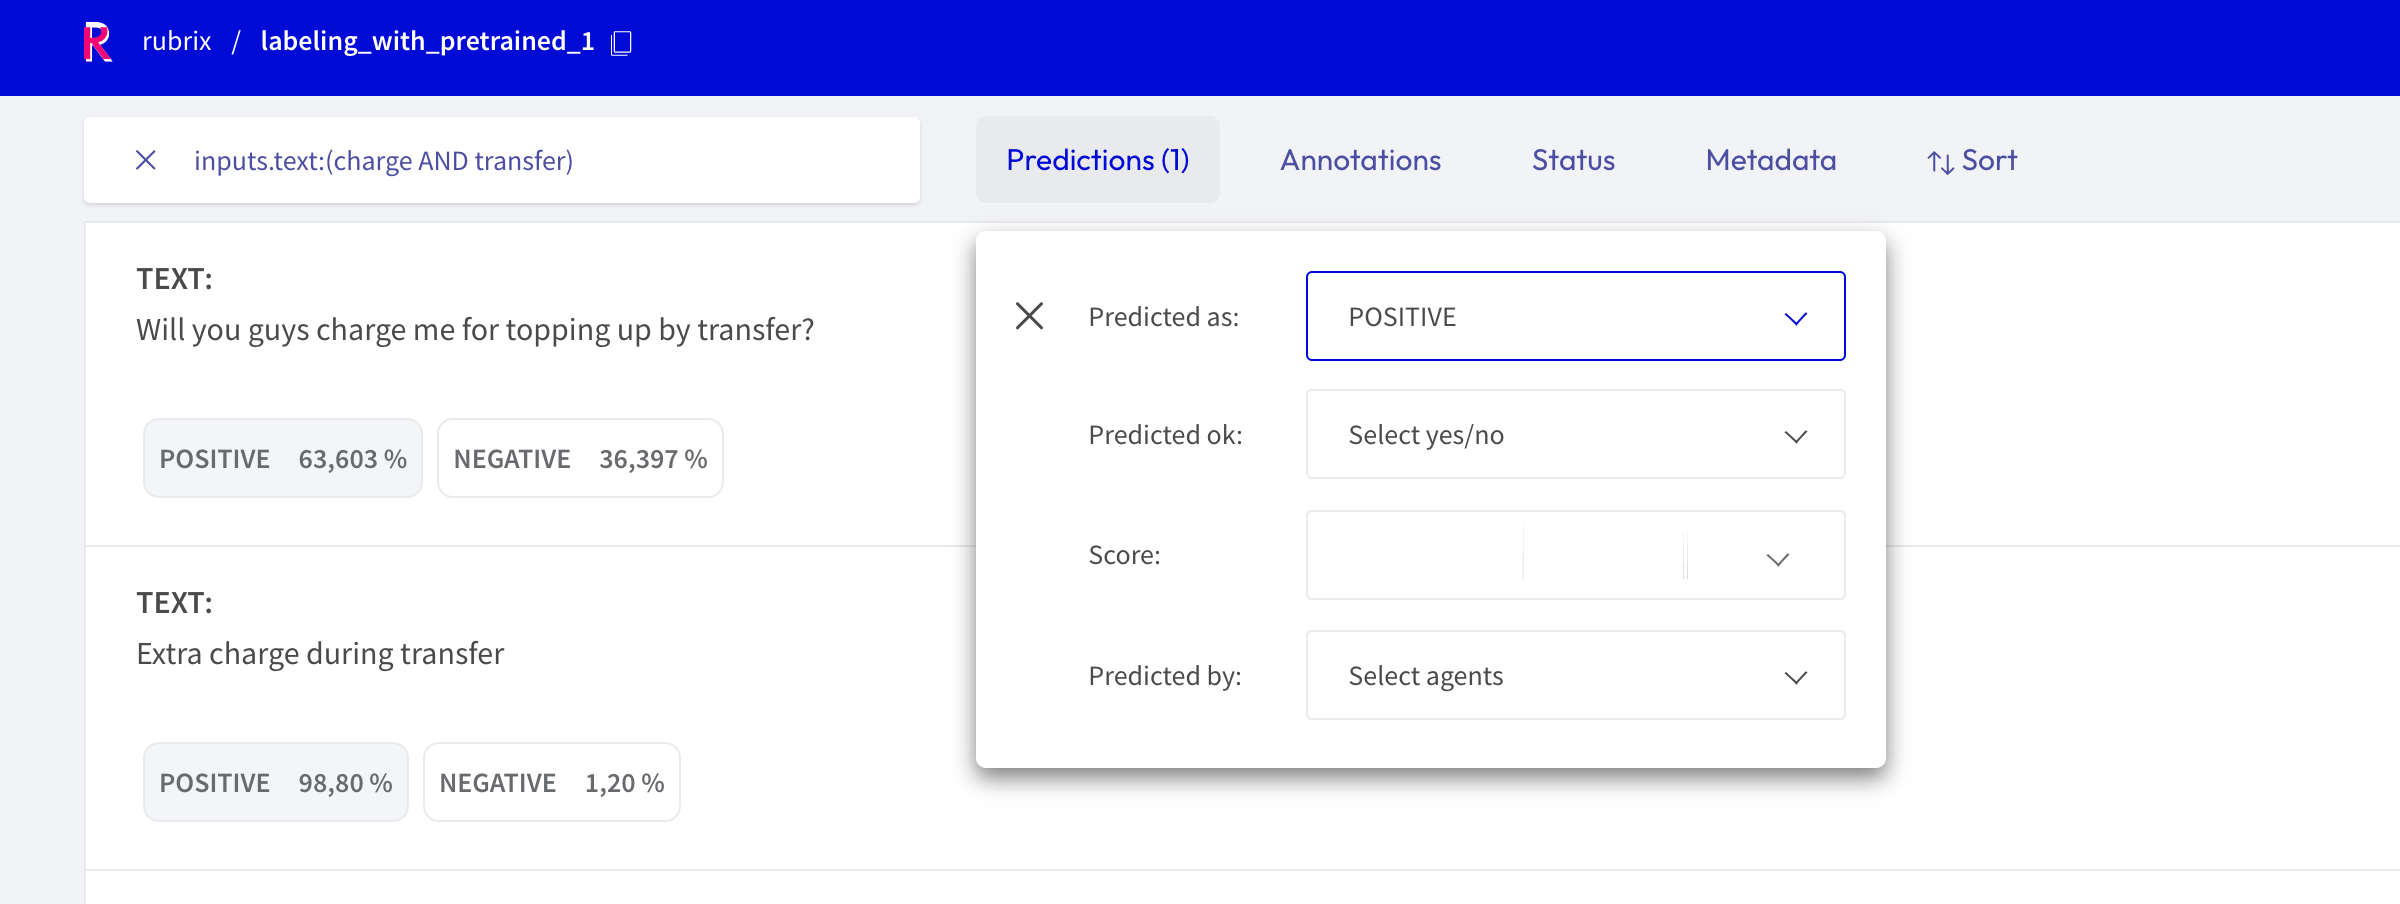 R rubrix / labeling_with_pretrained_1
inputs.text:(charge AND transfer)
Predictions (1) Annotations Status Metadata Sort
TEXT:
Will you guys charge me for topping up by transfer?
POSITIVE 63,603 % NEGATIVE 36,397 %
TEXT:
Extra charge during transfer
POSITIVE 98,80 % NEGATIVE 1,20 %
Predicted as: POSITIVE
Predicted ok: Select yes/no
Score:
Predicted by: Select agents